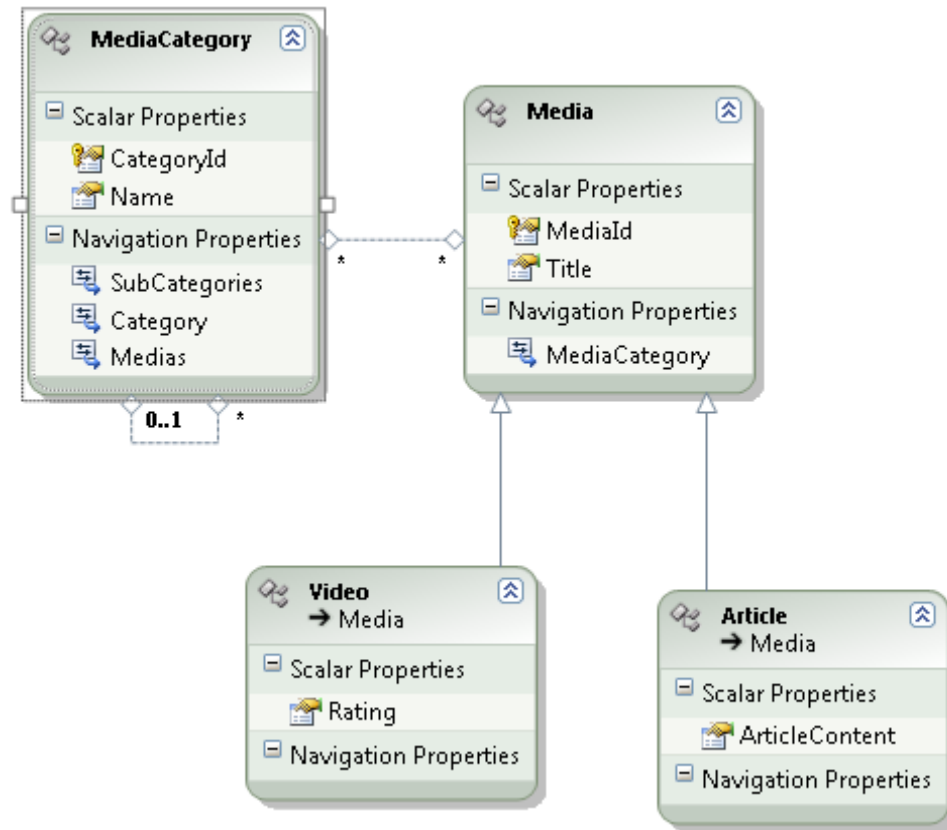 MediaCategory
Scalar Properties
CategoryId
Name
Navigation Properties
SubCategories
Category
Medias
0..1
*
*
*
Media
Scalar Properties
MediaId
Title
Navigation Properties
MediaCategory
Video
Media
Scalar Properties
Rating
Navigation Properties
Article
Media
Scalar Properties
ArticleContent
Navigation Properties